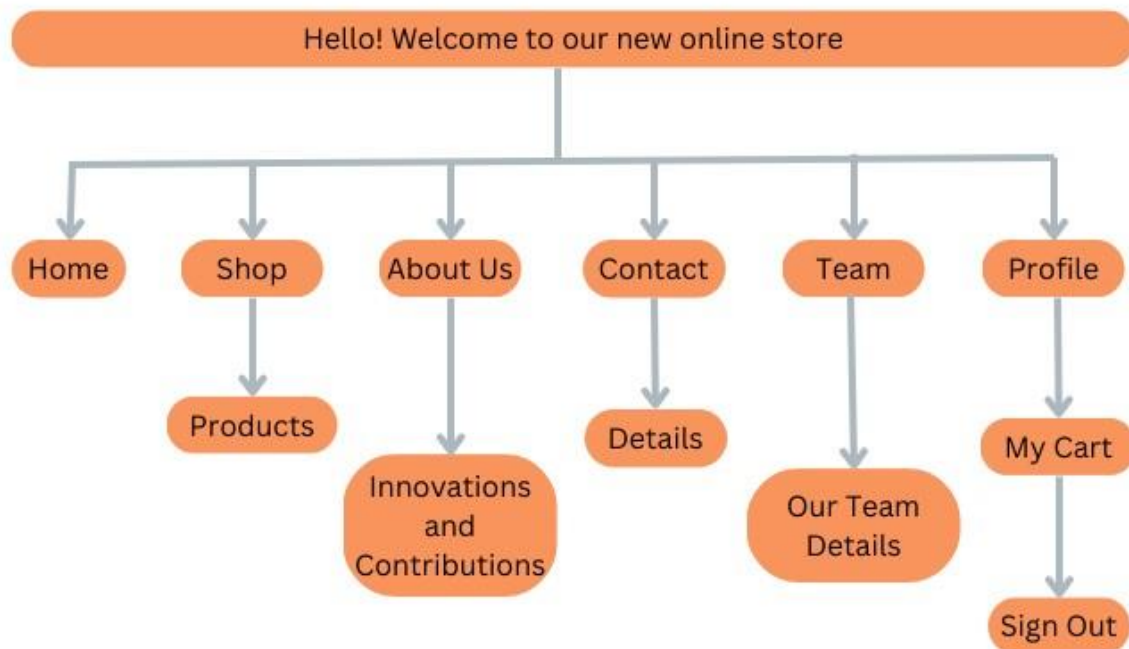 Hello! Welcome to our new online store
Home
Shop
About Us
Contact
Team
Profile
Products
Details
My Cart
Innovations
and
Contributions
Our Team
Details
Sign Out